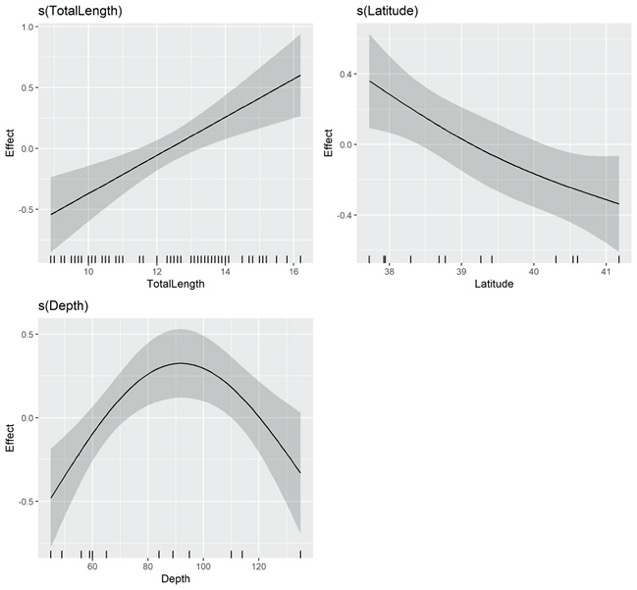 s(TotalLength)
Effect
1.0
0.5
0.0
-0.5
10 12 14 16
TotalLength
s(Latitude)
Effect
0.4
0.0
-0.4
38 39 40 41
Latitude
s(Depth)
Effect
0.5
0.0
-0.5
60 80 100 120
Depth